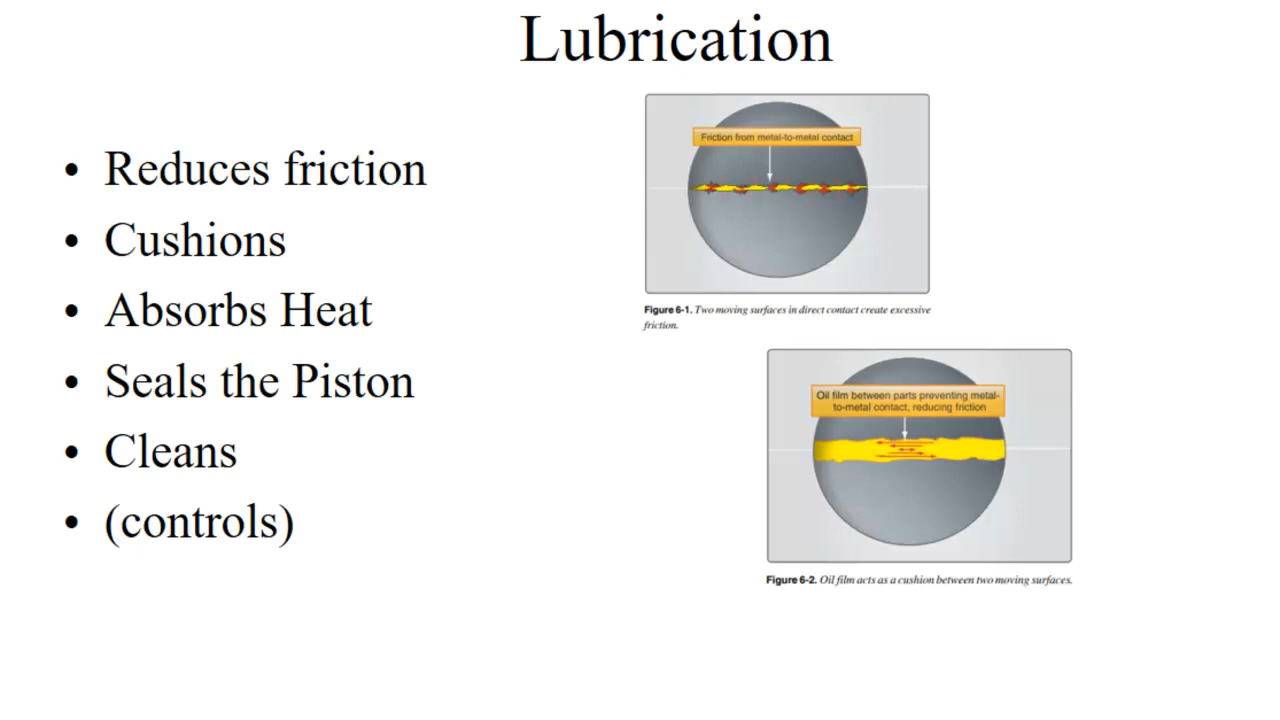 Lubrication
• Reduces friction
• Cushions
• Absorbs Heat
• Seals the Piston
• Cleans
• (controls)
Friction from metal-to-metal contact
Figure 6-1. Two moving surfaces in direct contact create excessive
friction.
Oil film between parts preventing metal-
to-metal contact, reducing friction
Figure 6-2. Oil film acts as a cushion between two moving surfaces.